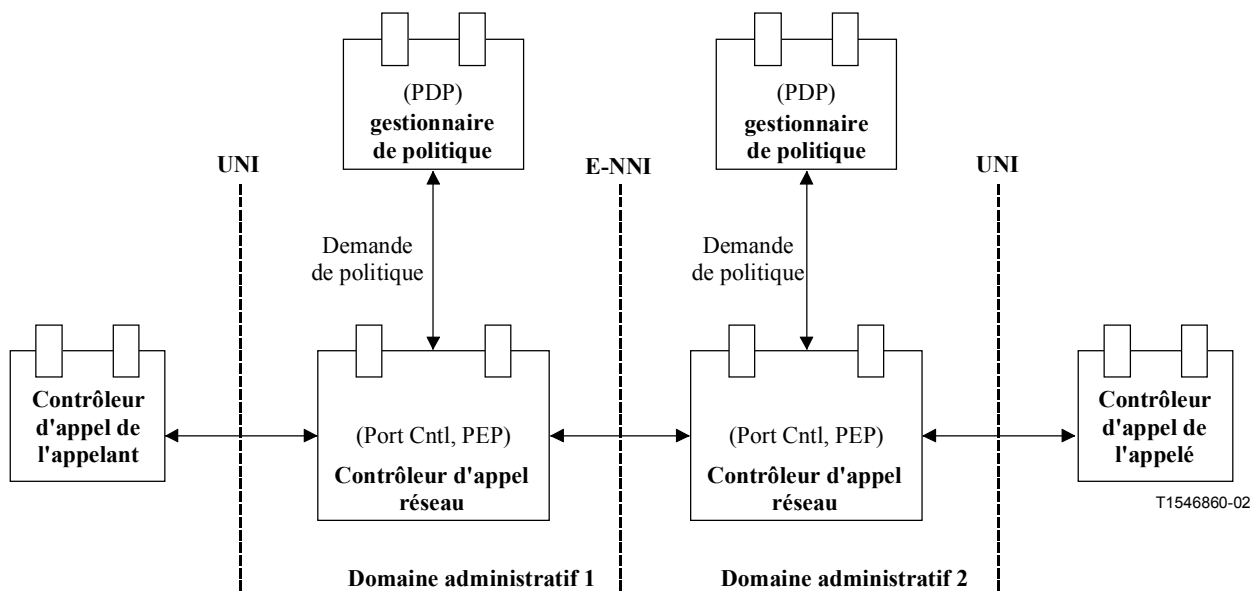 (PDP)
gestionnaire
de politique
(PDP)
gestionnaire
de politique
UNI
E-NNI
UNI
Demande
de politique
Demande
de politique
Contrôleur
d'appel de
l'appelant
(Port Cntl, PEP)
Contrôleur d'appel
réseau
(Port Cntl, PEP)
Contrôleur d'appel
réseau
Contrôleur
d'appel de
l'appelé
T1546860-02
Domaine administratif 1
Domaine administratif 2